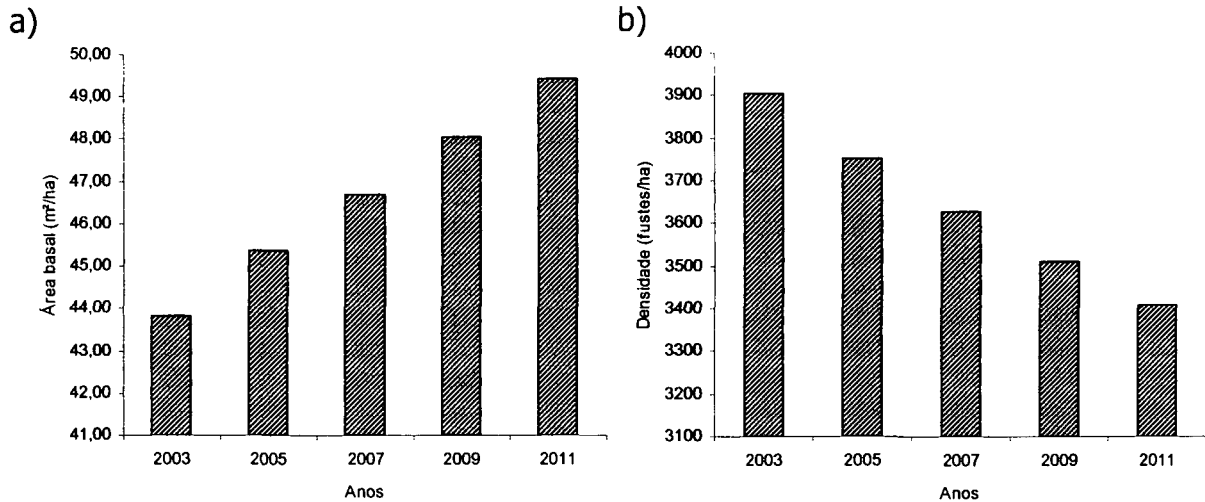 a)
Área basal (m²/ha)
50,00
49,00
48,00
47,00
46,00
45,00
44,00
43,00
42,00
41,00
2003 2005 2007 2009 2011
Anos
b)
Densidade (fustes/ha)
4000
3900
3800
3700
3600
3500
3400
3300
3200
3100
2003 2005 2007 2009 2011
Anos